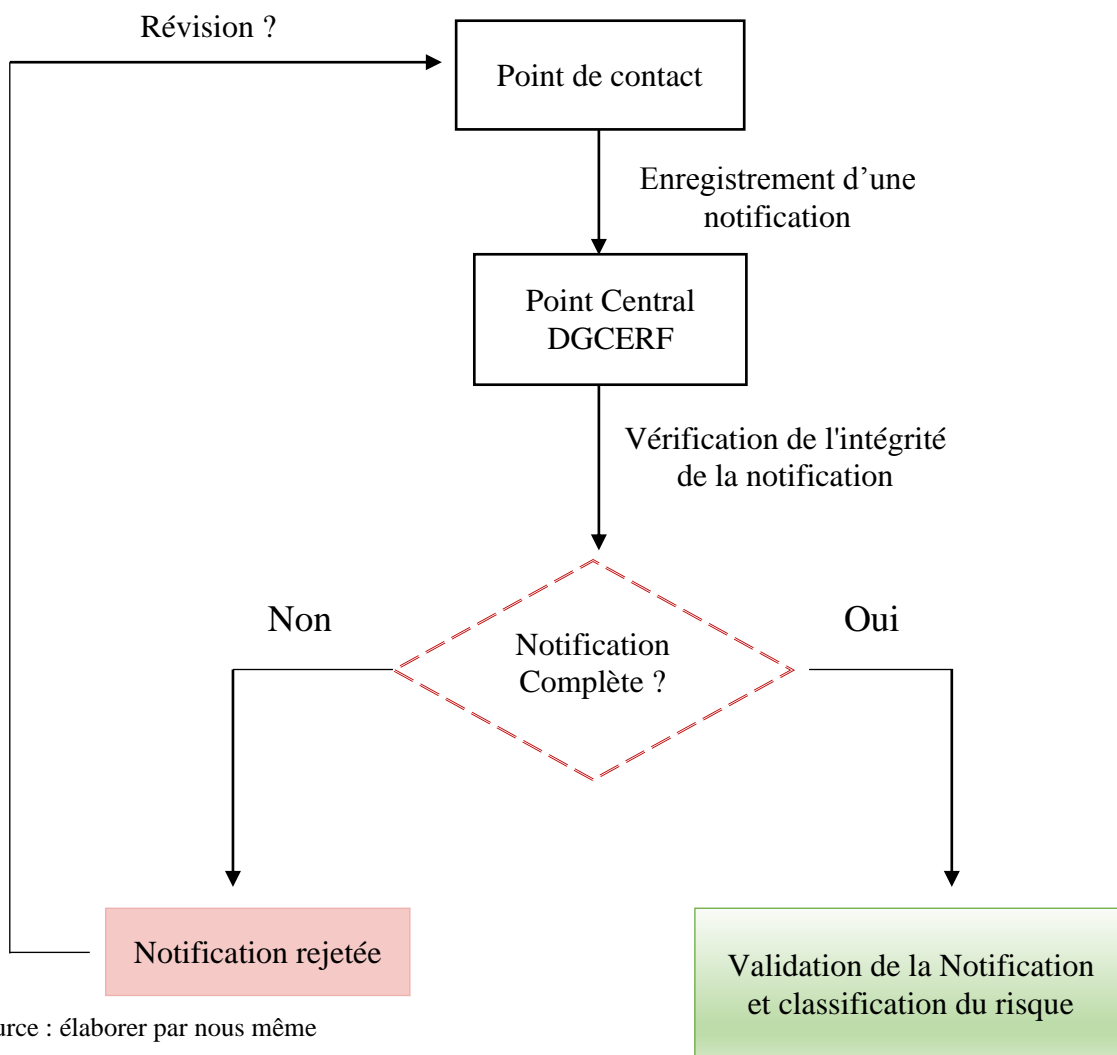 Révision ?
Point de contact
Enregistrement d’une
notification
Point Central
DGCERF
Vérification de l'intégrité
de la notification
Non
Oui
Notification
Complète ?
Notification rejetée
Validation de la Notification
et classification du risque
urce : élaborer par nous même